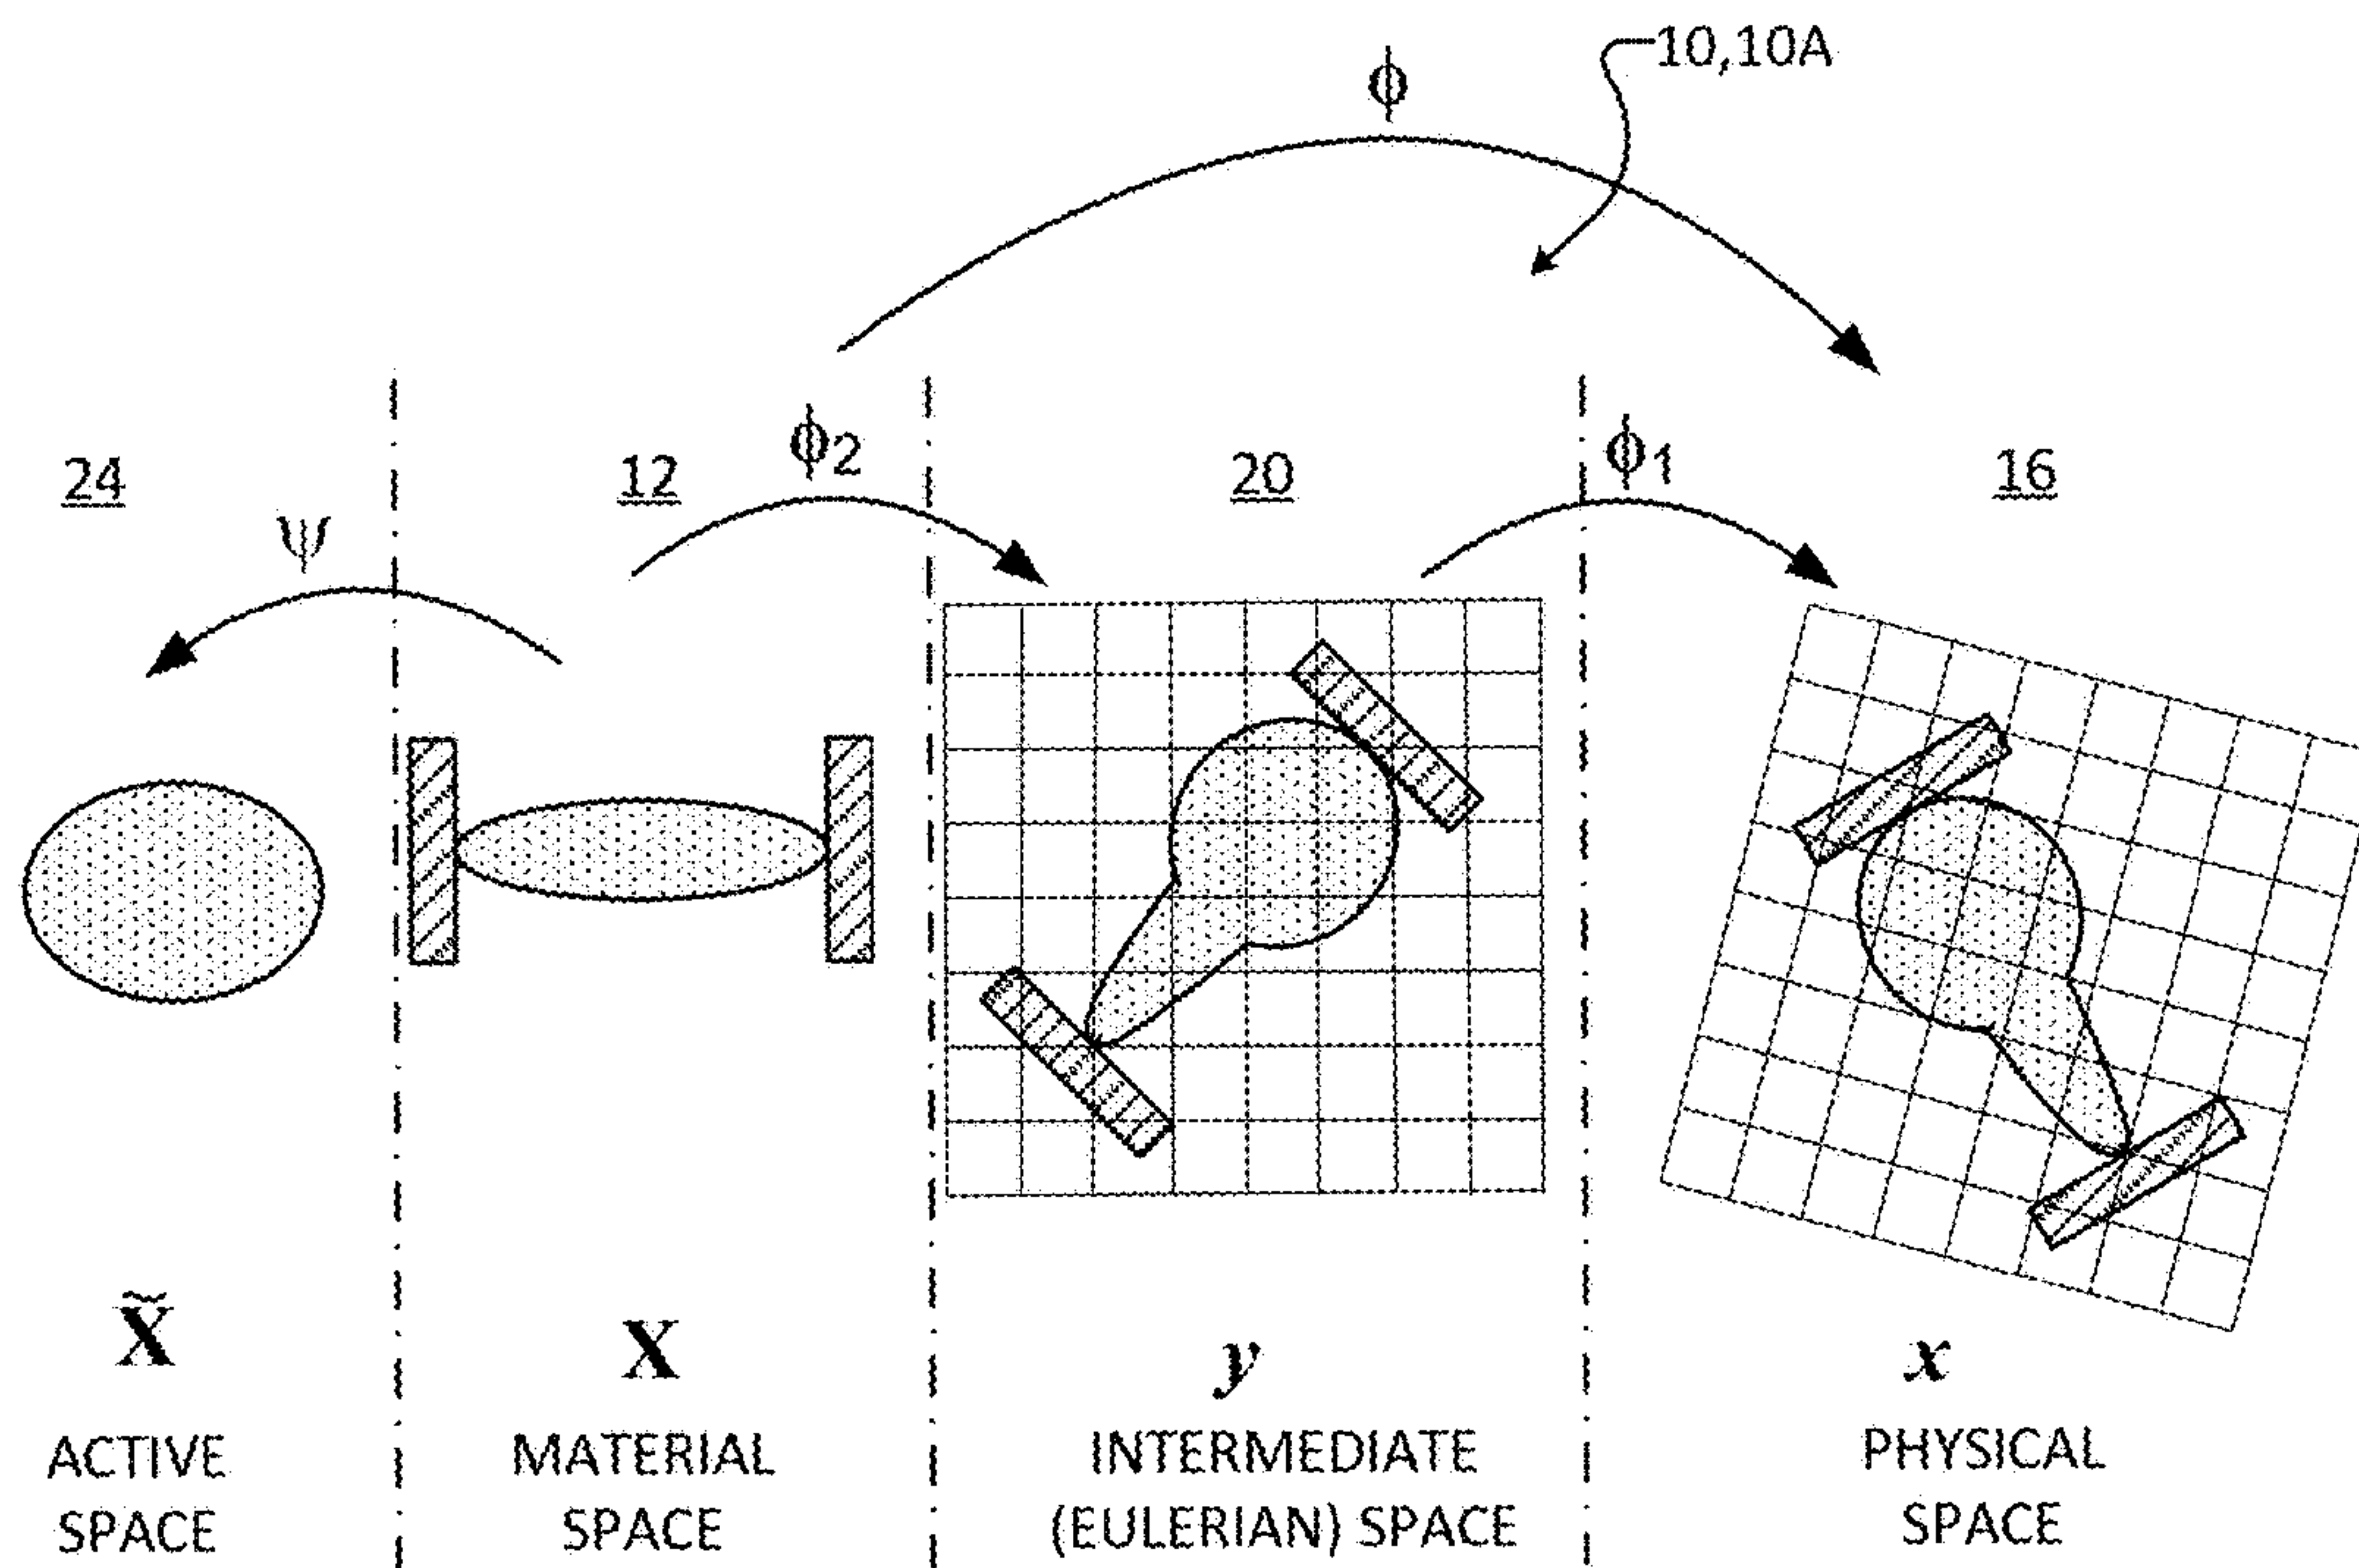 10,10A
ϕ
24
12
ϕ2
20
ϕ1
16
ψ
X̃
X
y
x
ACTIVE
SPACE
MATERIAL
SPACE
INTERMEDIATE
(EULERIAN) SPACE
PHYSICAL
SPACE